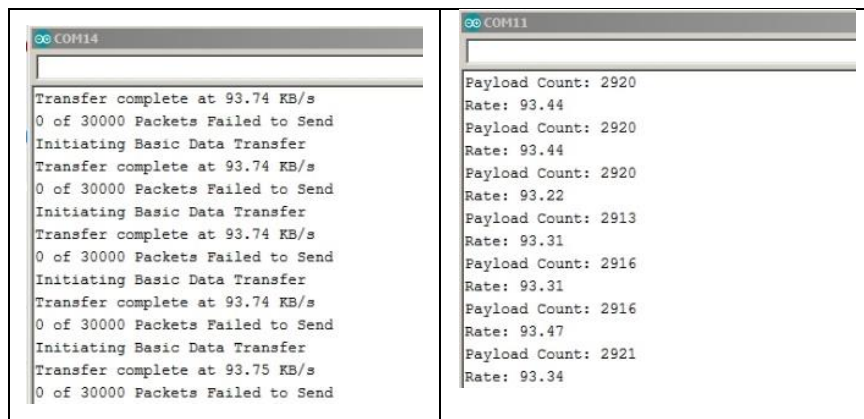 COM14
Transfer complete at 93.74 KB/s
0 of 30000 Packets Failed to Send
Initiating Basic Data Transfer
Transfer complete at 93.74 KB/s
0 of 30000 Packets Failed to Send
Initiating Basic Data Transfer
Transfer complete at 93.74 KB/s
0 of 30000 Packets Failed to Send
Initiating Basic Data Transfer
Transfer complete at 93.74 KB/s
0 of 30000 Packets Failed to Send
Initiating Basic Data Transfer
Transfer complete at 93.75 KB/s
0 of 30000 Packets Failed to Send
COM11
Payload Count: 2920
Rate: 93.44
Payload Count: 2920
Rate: 93.44
Payload Count: 2920
Rate: 93.22
Payload Count: 2913
Rate: 93.31
Payload Count: 2916
Rate: 93.31
Payload Count: 2916
Rate: 93.47
Payload Count: 2921
Rate: 93.34